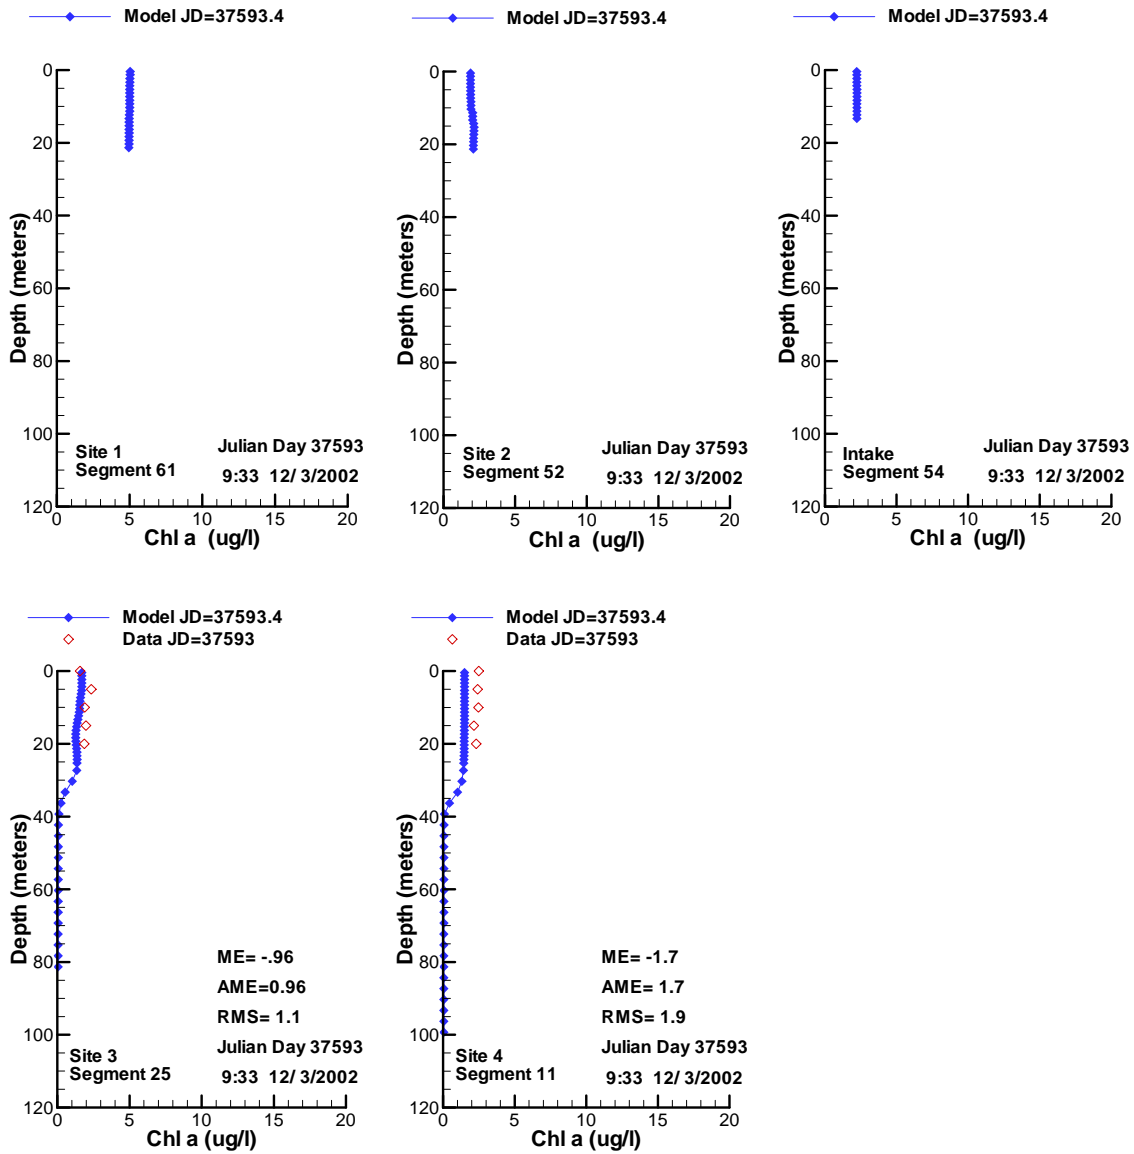 Model JD=37593.4
0
20
40
60
80
100
120
Depth (meters)
Site 1
Segment 61
Julian Day 37593
9:33 12/ 3/2002
0 5 10 15 20
Chl a (ug/l)
Model JD=37593.4
0
20
40
60
80
100
120
Depth (meters)
Site 2
Segment 52
Julian Day 37593
9:33 12/ 3/2002
0 5 10 15 20
Chl a (ug/l)
Model JD=37593.4
0
20
40
60
80
100
120
Depth (meters)
Intake
Segment 54
Julian Day 37593
9:33 12/ 3/2002
0 5 10 15 20
Chl a (ug/l)
Model JD=37593.4
Data JD=37593
0
20
40
60
80
100
120
Depth (meters)
ME= -.96
AME=0.96
RMS= 1.1
Site 3
Segment 25
Julian Day 37593
9:33 12/ 3/2002
0 5 10 15 20
Chl a (ug/l)
Model JD=37593.4
Data JD=37593
0
20
40
60
80
100
120
Depth (meters)
ME= -1.7
AME= 1.7
RMS= 1.9
Site 4
Segment 11
Julian Day 37593
9:33 12/ 3/2002
0 5 10 15 20
Chl a (ug/l)